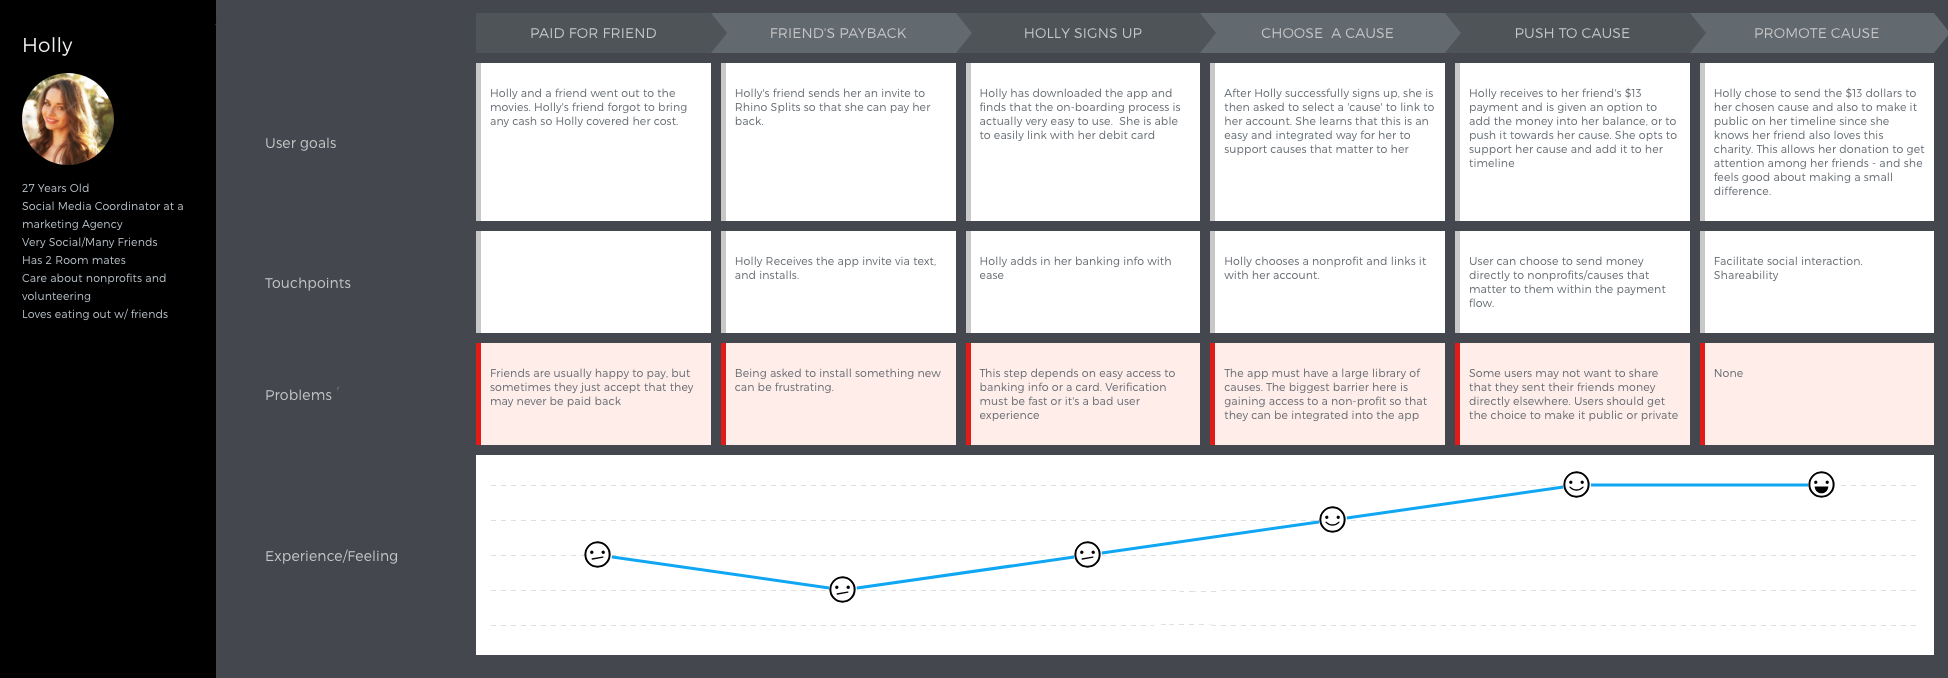 Holly
27 Years Old
Social Media Coordinator at a
marketing Agency
Very Social/Many Friends
Has 2 Room mates
Care about nonprofits and
volunteering
Loves eating out w/ friends
PAID FOR FRIEND
FRIEND'S PAYBACK
HOLLY SIGNS UP
CHOOSE A CAUSE
PUSH TO CAUSE
PROMOTE CAUSE
User goals
Holly and a friend went out to the
movies. Holly's friend forgot to bring
any cash so Holly covered her cost.
Holly's friend sends her an invite to
Rhino Splits so that she can pay her
back.
Holly has downloaded the app and
finds that the on-boarding process is
actually very easy to use. She is able
to easily link with her debit card
After Holly successfully signs up, she is
then asked to select a 'cause' to link to
her account. She learns that this is an
easy and integrated way for her to
support causes that matter to her
Holly receives to her friend's $13
payment and is given an option to
add the money into her balance, or to
push it towards her cause. She opts to
support her cause and add it to her
timeline
Holly chose to send the $13 dollars to
her chosen cause and also to make it
public on her timeline since she
knows her friend also loves this
charity. This allows her donation to get
attention among her friends - and she
feels good about making a small
difference.
Touchpoints
Holly Receives the app invite via text,
and installs.
Holly adds in her banking info with
ease
Holly chooses a nonprofit and links it
with her account.
User can choose to send money
directly to nonprofits/causes that
matter to them within the payment
flow.
Facilitate social interaction.
Shareability
Problems
Friends are usually happy to pay, but
sometimes they just accept that they
may never be paid back
Being asked to install something new
can be frustrating.
This step depends on easy access to
banking info or a card. Verification
must be fast or it's a bad user
experience
The app must have a large library of
causes. The biggest barrier here is
gaining access to a non-profit so that
they can be integrated into the app
Some users may not want to share
that they sent their friends money
directly elsewhere. Users should get
the choice to make it public or private
None
Experience/Feeling